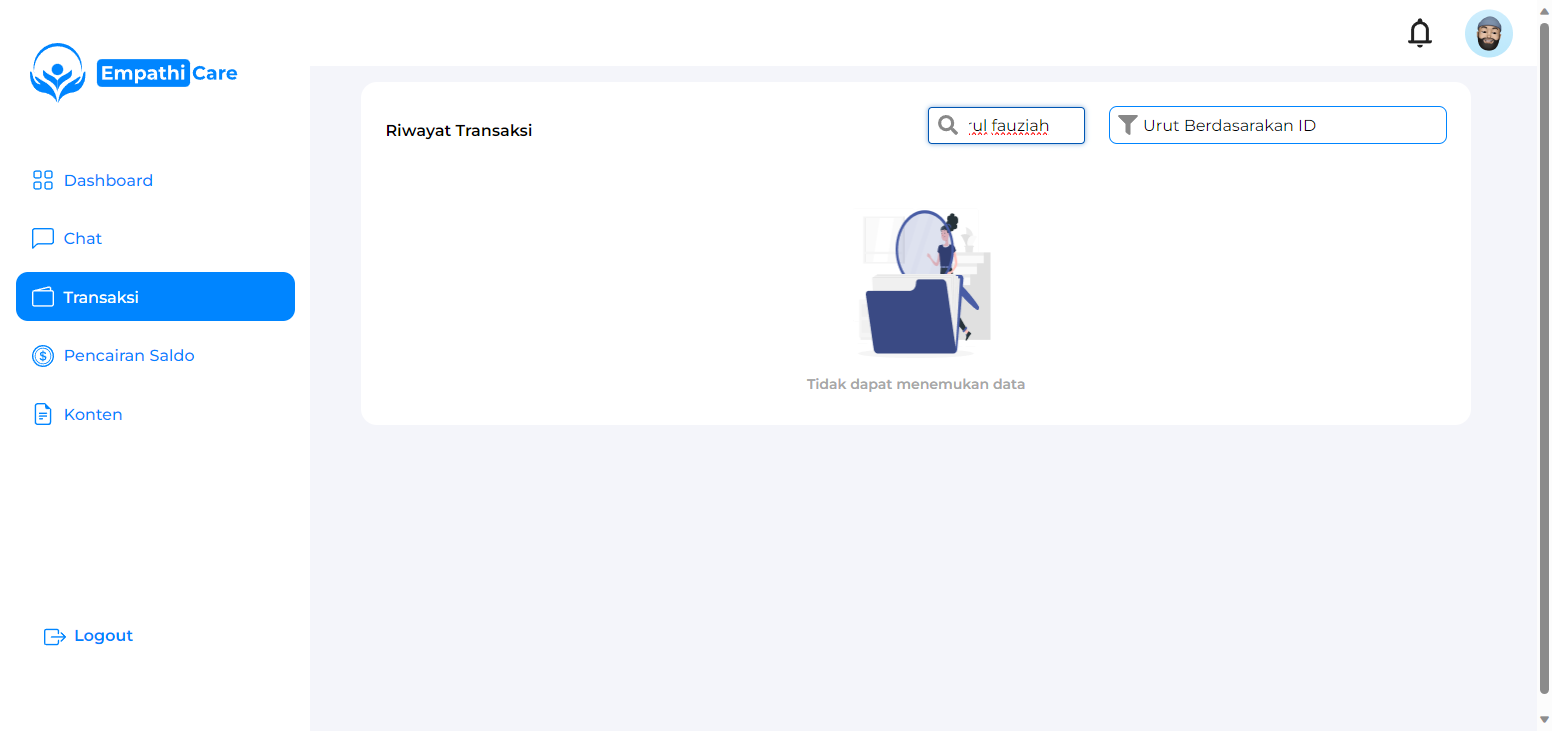 Empathi Care
Dashboard
Chat
Transaksi
Pencairan Saldo
Konten
Logout
Riwayat Transaksi
fauziah
Urut Berdasarakan ID
Tidak dapat menemukan data